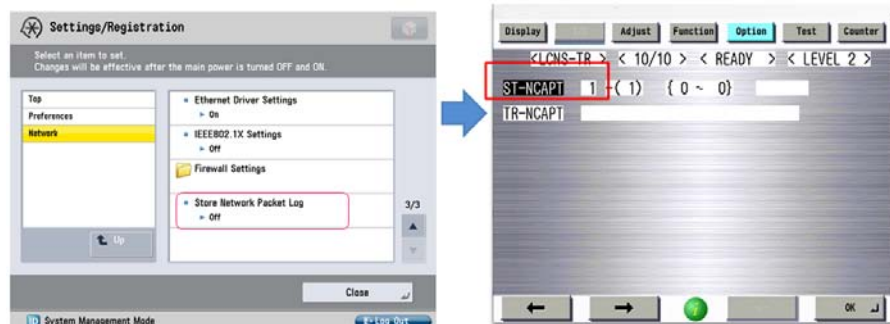 Settings/Registration
Select an item to set.
Changes will be effective after the main power is turned OFF and ON.
Top
Preferences
Network
Up
Ethernet Driver Settings
On
IEEE802.1X Settings
Off
Firewall Settings
Store Network Packet Log
Off
3/3
Close
System Management Mode
Log Out
Display
Adjust
Function
Option
Test
Counter
<LCNS-TR > < 10/10 > < READY > < LEVEL 2 >
ST-NCAPT 1 -( 1) { 0 ~ 0}
TR-NCAPT
OK